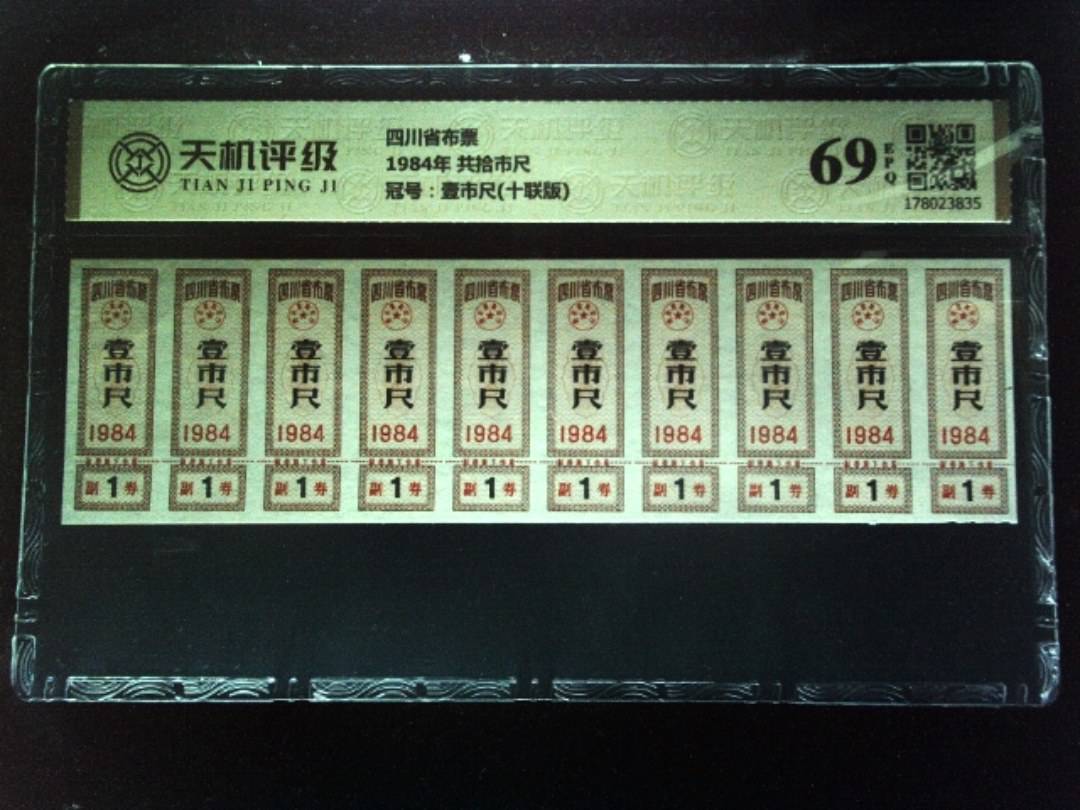 天机评级
TIAN JI PING JI
四川省布票
1984年 共拾市尺
冠号：壹市尺(十联版)
69
EPQ
178023835
四川省布票 四川省布票 四川省布票 四川省布票 四川省布票 四川省布票 四川省布票 四川省布票 四川省布票 四川省布票
壹市尺 壹市尺 壹市尺 壹市尺 壹市尺 壹市尺 壹市尺 壹市尺 壹市尺 壹市尺
1984 1984 1984 1984 1984 1984 1984 1984 1984 1984
副1券 副1券 副1券 副1券 副1券 副1券 副1券 副1券 副1券 副1券